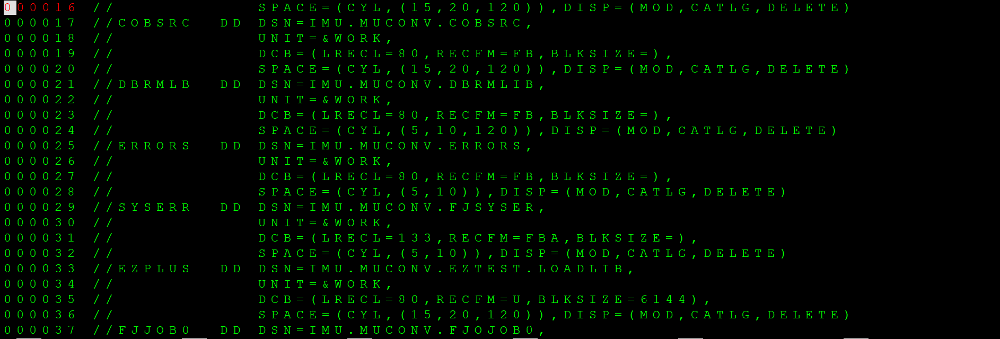 000016 //           SPACE=(CYL,(15,20,120)),DISP=(MOD,CATLG,DELETE)
000017 //COBSRC  DD DSN=IMU.MUCONV.COBSRC,
000018 //           UNIT=&WORK,
000019 //           DCB=(LRECL=80,RECFM=FB,BLKSIZE=),
000020 //           SPACE=(CYL,(15,20,120)),DISP=(MOD,CATLG,DELETE)
000021 //DBRMLB  DD DSN=IMU.MUCONV.DBRMLIB,
000022 //           UNIT=&WORK,
000023 //           DCB=(LRECL=80,RECFM=FB,BLKSIZE=),
000024 //           SPACE=(CYL,(5,10,120)),DISP=(MOD,CATLG,DELETE)
000025 //ERRORS  DD DSN=IMU.MUCONV.ERRORS,
000026 //           UNIT=&WORK,
000027 //           DCB=(LRECL=80,RECFM=FB,BLKSIZE=),
000028 //           SPACE=(CYL,(5,10)),DISP=(MOD,CATLG,DELETE)
000029 //SYSERR  DD DSN=IMU.MUCONV.FJSYSER,
000030 //           UNIT=&WORK,
000031 //           DCB=(LRECL=133,RECFM=FBA,BLKSIZE=),
000032 //           SPACE=(CYL,(5,10)),DISP=(MOD,CATLG,DELETE)
000033 //EZPLUS  DD DSN=IMU.MUCONV.EZTEST.LOADLIB,
000034 //           UNIT=&WORK,
000035 //           DCB=(LRECL=80,RECFM=U,BLKSIZE=6144),
000036 //           SPACE=(CYL,(15,20,120)),DISP=(MOD,CATLG,DELETE)
000037 //FJJOB0  DD DSN=IMU.MUCONV.FJOJOB0,